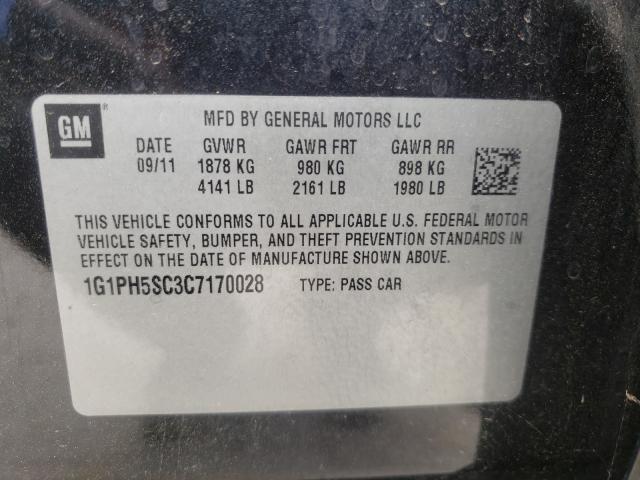 GM ®
MFD BY GENERAL MOTORS LLC
DATE GVWR GAWR FRT GAWR RR
09/11 1878 KG 980 KG 898 KG
4141 LB 2161 LB 1980 LB
THIS VEHICLE CONFORMS TO ALL APPLICABLE U.S. FEDERAL MOTOR
VEHICLE SAFETY, BUMPER, AND THEFT PREVENTION STANDARDS IN
EFFECT ON THE DATE OF MANUFACTURE SHOWN ABOVE.
1G1PH5SC3C7170028 TYPE: PASS CAR